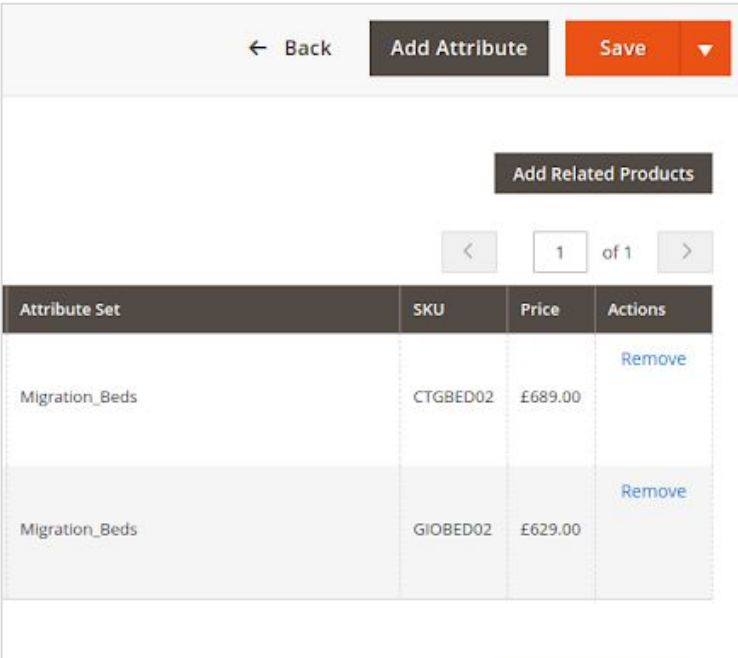 ← Back Add Attribute Save
Add Related Products
1 of 1
Attribute Set SKU Price Actions
Remove
Migration_Beds CTGBED02 £689.00
Remove
Migration_Beds GIOBED02 £629.00